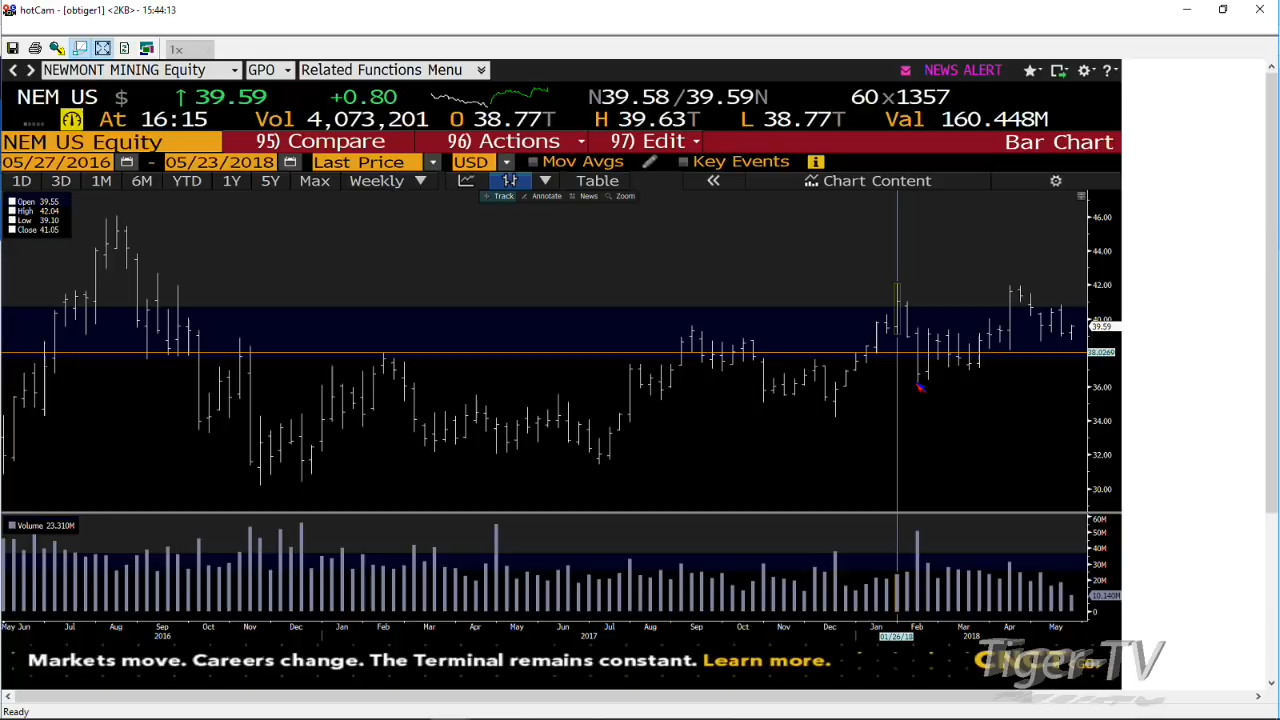 hotCam - [obtiger1] <2KB> - 15:44:13
1x
NEWMONT MINING Equity GPO Related Functions Menu NEWS ALERT ?
NEM US $ ↑ 39.59 +0.80 N39.58 /39.59N 60x1357
At 16:15 Vol 4,073,201 O 38.77T H 39.63T L 38.77T Val 160.448M
NEM US Equity 95) Compare 96) Actions 97) Edit Bar Chart
05/27/2016 - 05/23/2018 Last Price USD Mov Avgs Key Events
1D 3D 1M 6M YTD 1Y 5Y Max Weekly Table « Chart Content
Track Annotate News Zoom
Open 39.55
High 42.04
Low 39.10
Close 41.05
46.00
44.00
42.00
40.00
39.59
38.0269
36.00
34.00
32.00
30.00
Volume 23.310M
60M
50M
40M
30M
20M
10.140M
0
May Jun Jul Aug Sep Oct Nov Dec Jan Feb Mar Apr May Jun Jul Aug Sep Oct Nov Dec Jan Feb Mar Apr May
2016 2017 01/26/18 2018
Markets move. Careers change. The Terminal remains constant. Learn more.
Tiger-TV
Ready